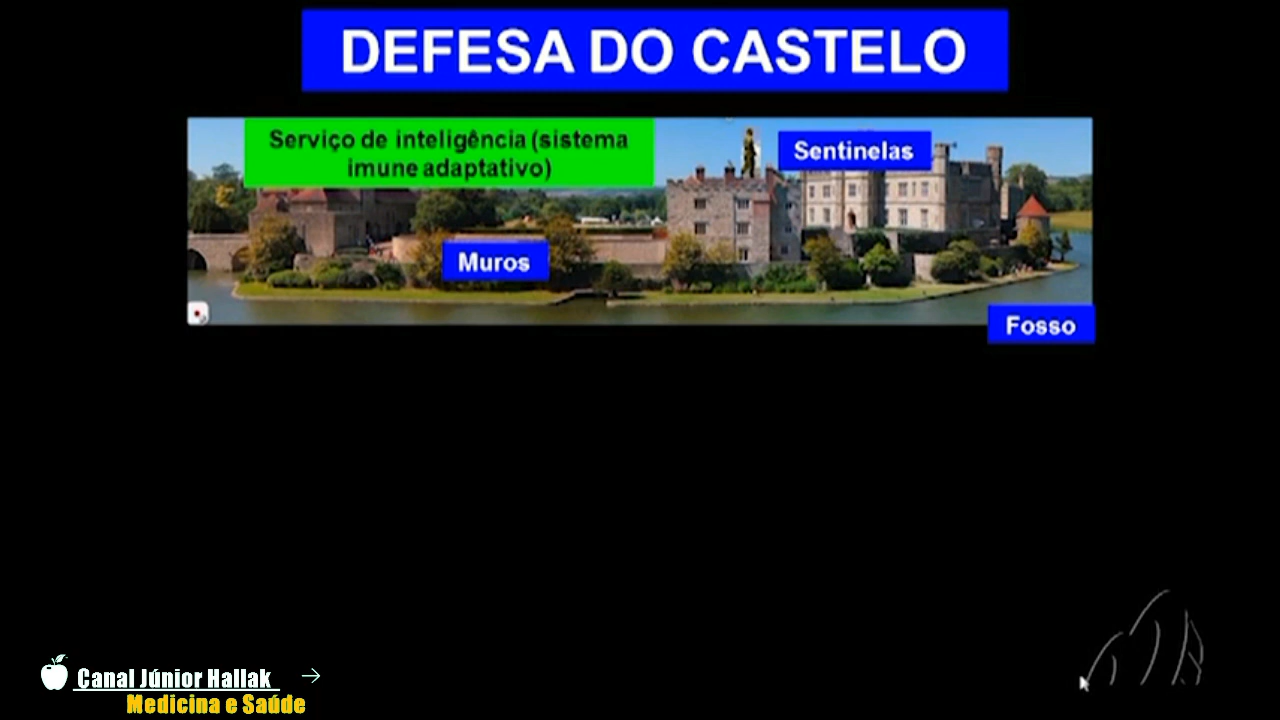 DEFESA DO CASTELO
Serviço de inteligência (sistema
imune adaptativo)
Sentinelas
Muros
Fosso
Canal Júnior Hallak
Medicina e Saúde